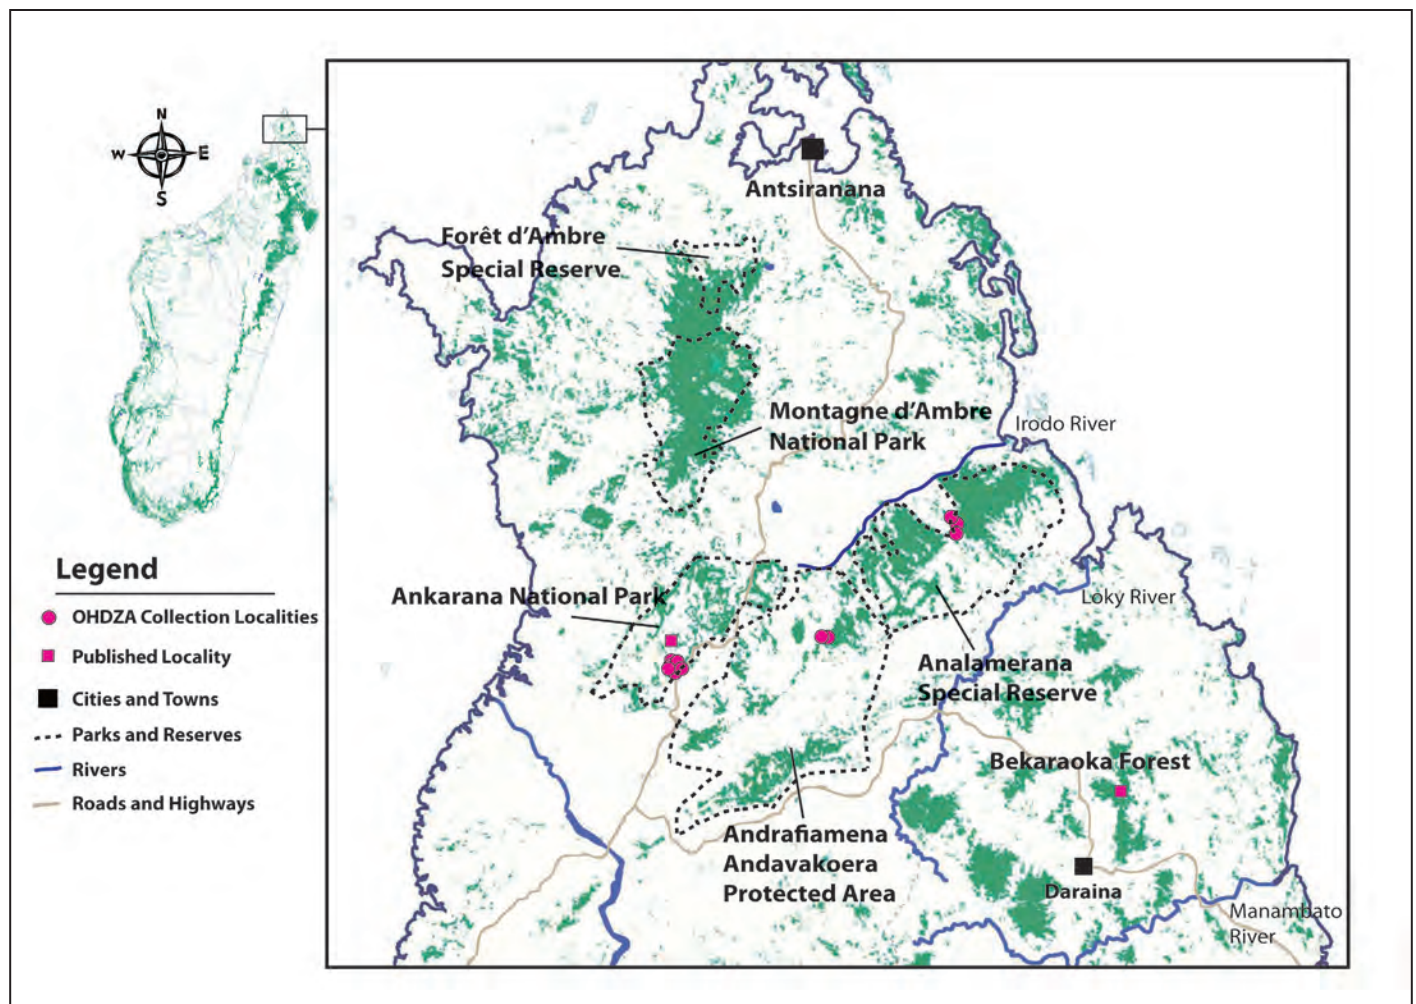 N
W
E
S
Antsiranana
Forêt d'Ambre
Special Reserve
Montagne d'Ambre
National Park
Irodo River
Ankarana National Park
Loky River
Analamerana
Special Reserve
Bekaraoka Forest
Andrafiamena
Andavakoera
Protected Area
Daraina
Manambato
River
Legend
OHDZA Collection Localities
Published Locality
Cities and Towns
Parks and Reserves
Rivers
Roads and Highways